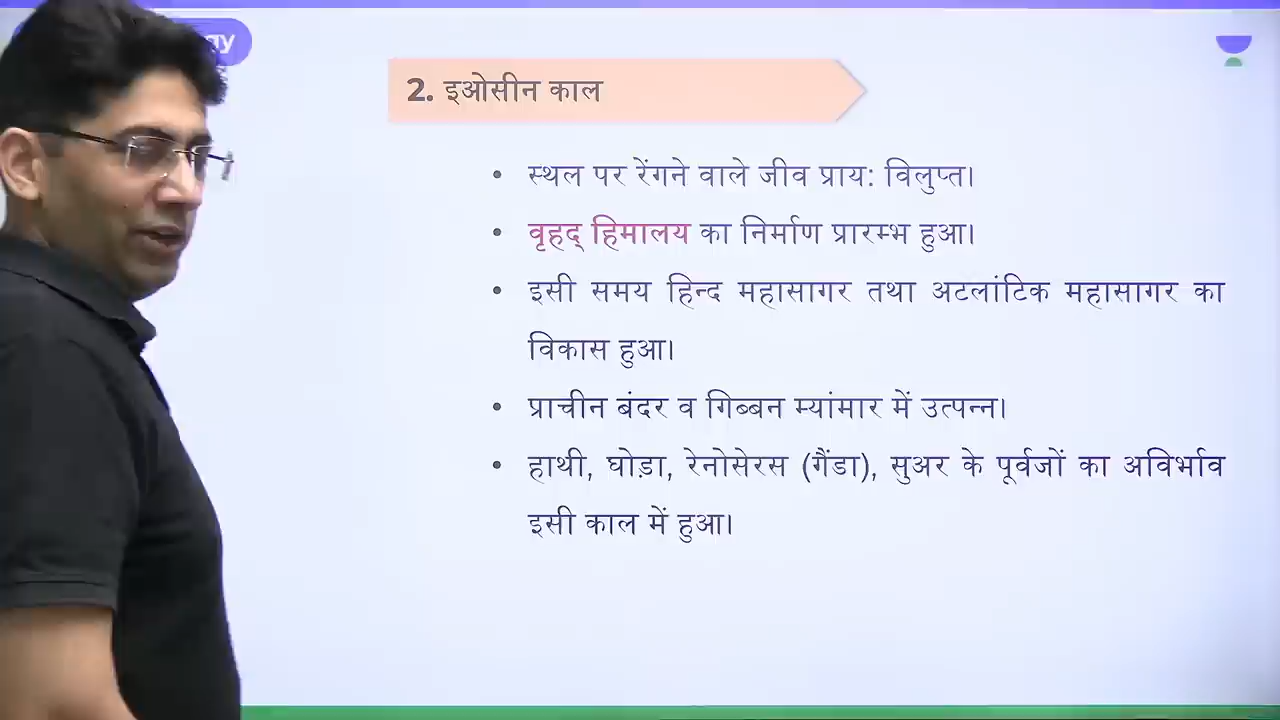 2. इओसीन काल
• स्थल पर रेंगने वाले जीव प्राय: विलुप्त।
• वृहद् हिमालय का निर्माण प्रारम्भ हुआ।
• इसी समय हिन्द महासागर तथा अटलांटिक महासागर का
विकास हुआ।
• प्राचीन बंदर व गिब्बन म्यांमार में उत्पन्न।
• हाथी, घोड़ा, रेनोसेरस (गैंडा), सुअर के पूर्वजों का अविर्भाव
इसी काल में हुआ।